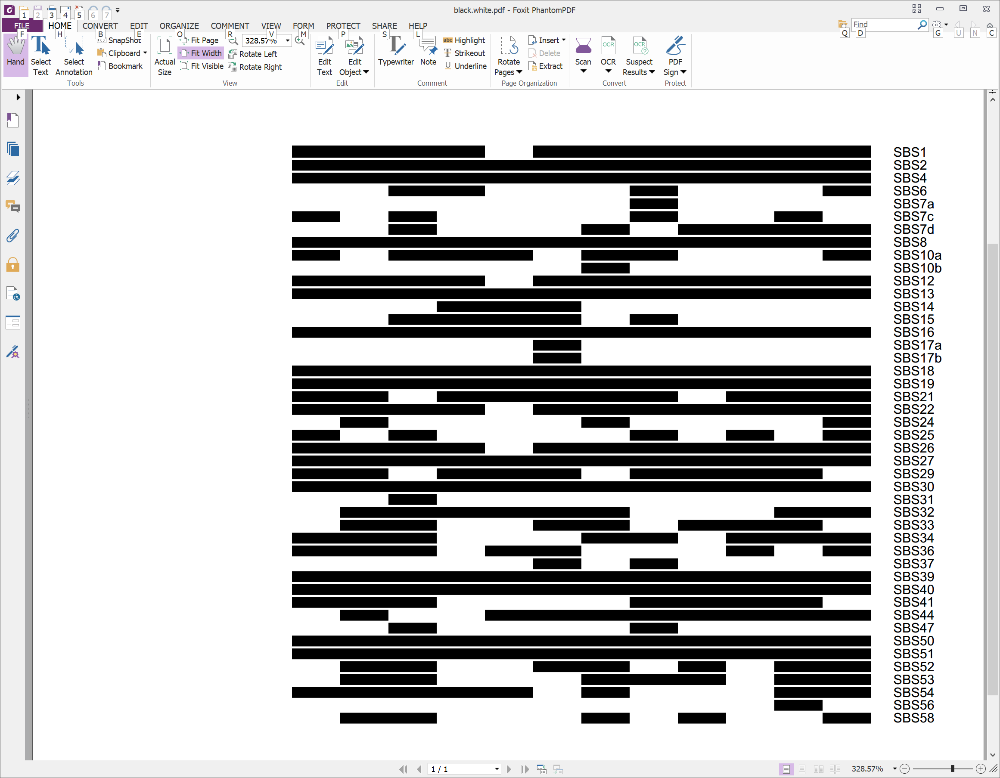 black.white.pdf - Foxit PhantomPDF
1 2 3 4 5 6 7
FILE HOME CONVERT EDIT ORGANIZE COMMENT VIEW FORM PROTECT SHARE HELP Find
F H B E O R V M P S L Q D G U N C
Hand
Select Text
Select Annotation
SnapShot
Clipboard
Bookmark
Tools
Actual Size
Fit Page
Fit Width
Fit Visible
328.57%
Rotate Left
Rotate Right
View
Edit Text
Edit Object
Edit
Typewriter
Note
abc Highlight
T Strikeout
U Underline
Comment
Rotate Pages
Insert
Delete
Extract
Page Organization
Scan
OCR
OCR
OCR
Suspect Results
Convert
PDF Sign
Protect
SBS1
SBS2
SBS4
SBS6
SBS7a
SBS7c
SBS7d
SBS8
SBS10a
SBS10b
SBS12
SBS13
SBS14
SBS15
SBS16
SBS17a
SBS17b
SBS18
SBS19
SBS21
SBS22
SBS24
SBS25
SBS26
SBS27
SBS29
SBS30
SBS31
SBS32
SBS33
SBS34
SBS36
SBS37
SBS39
SBS40
SBS41
SBS44
SBS47
SBS50
SBS51
SBS52
SBS53
SBS54
SBS56
SBS58
1 / 1
328.57%